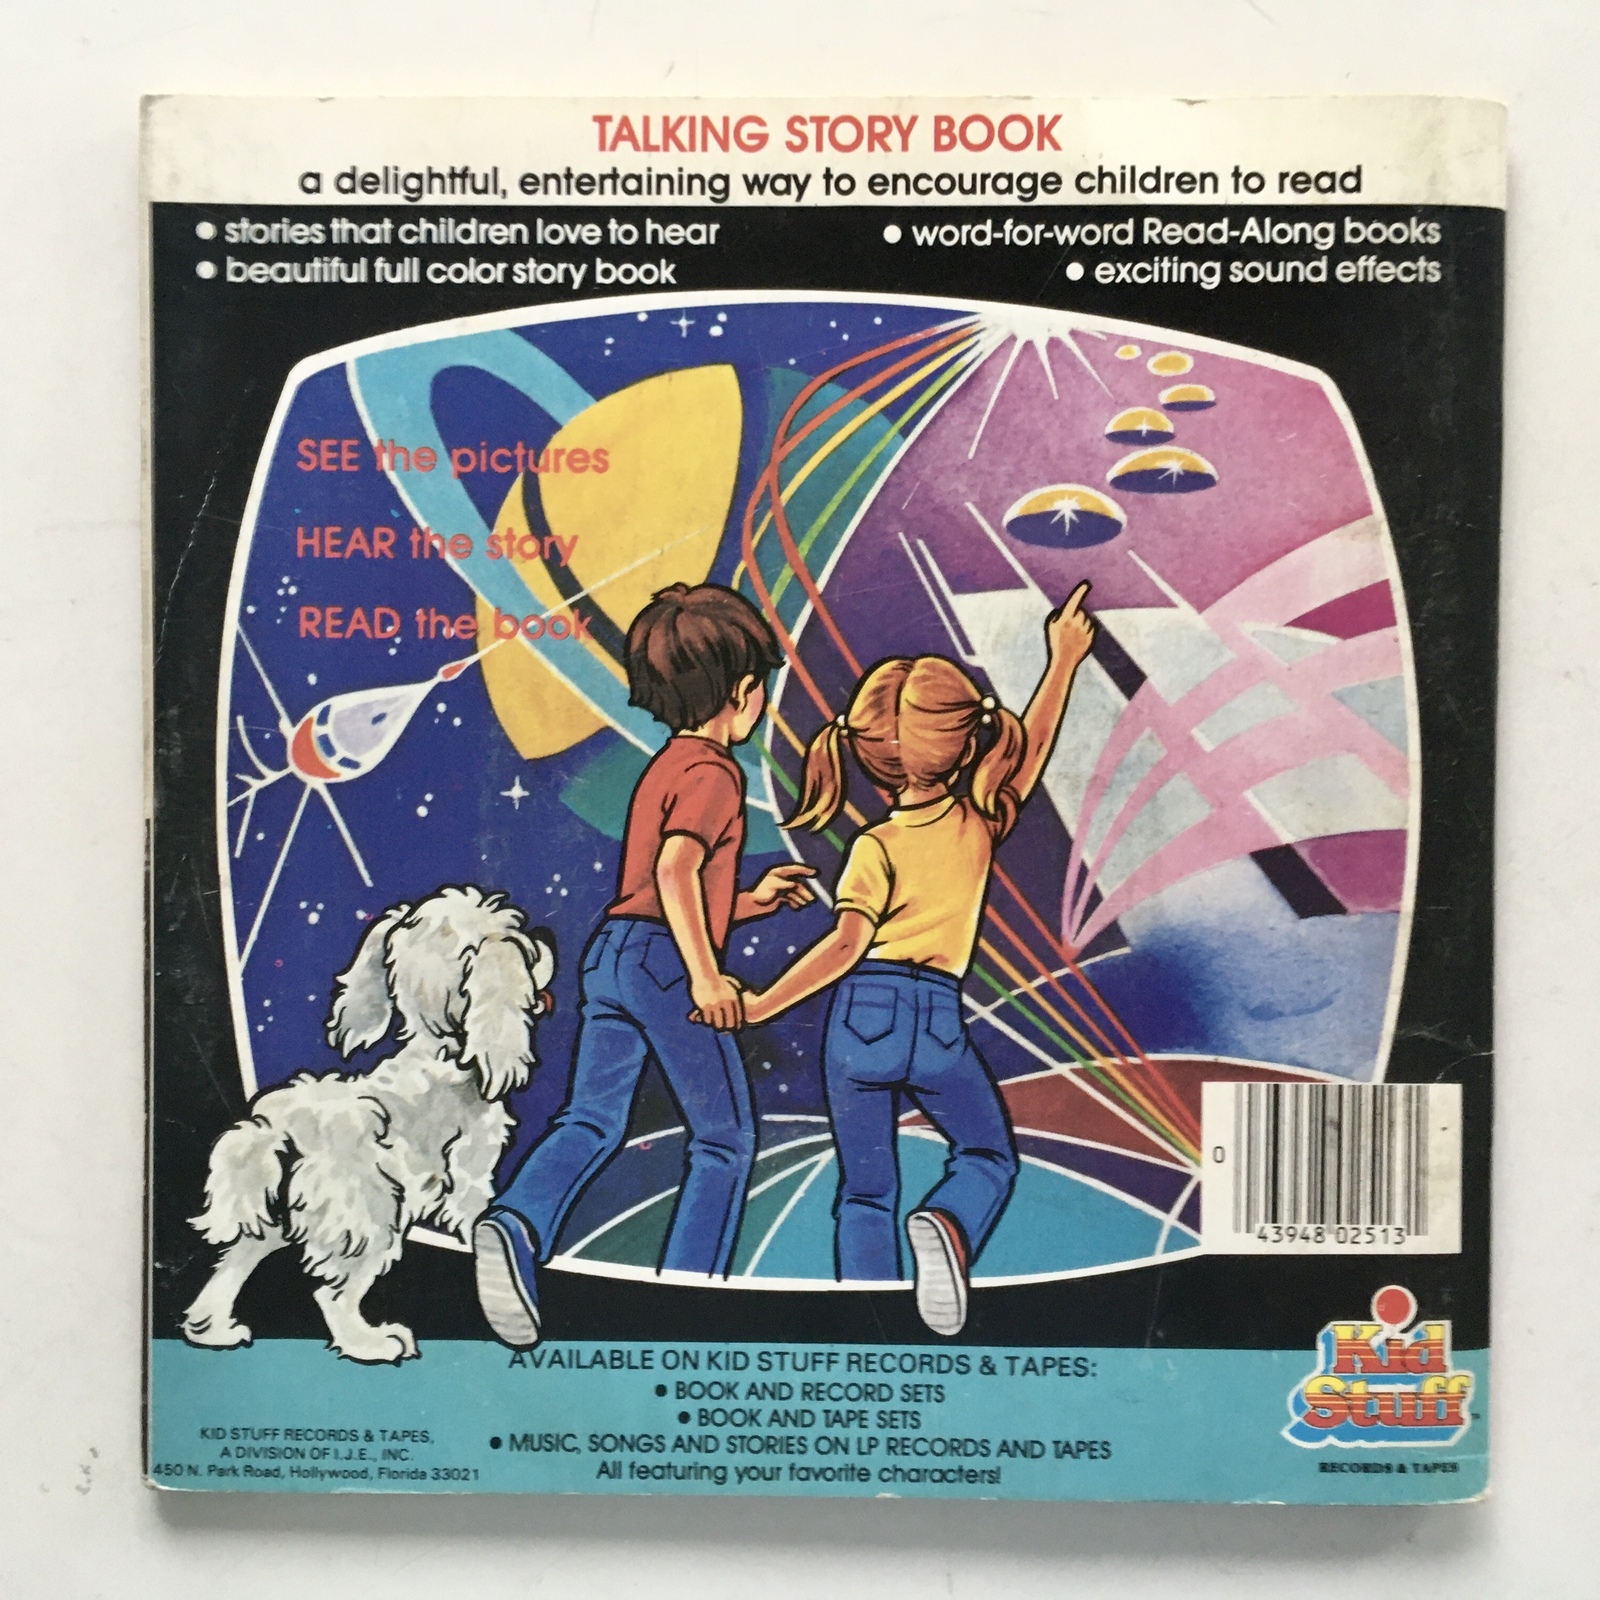 TALKING STORY BOOK
a delightful, entertaining way to encourage children to read
• stories that children love to hear
• beautiful full color story book
• word-for-word Read-Along books
• exciting sound effects
SEE the pictures
HEAR the story
READ the book
0
43948 02513
AVAILABLE ON KID STUFF RECORDS & TAPES:
• BOOK AND RECORD SETS
• BOOK AND TAPE SETS
• MUSIC, SONGS AND STORIES ON LP RECORDS AND TAPES
All featuring your favorite characters!
KID STUFF RECORDS & TAPES,
A DIVISION OF I.J.E., INC.
450 N. Park Road, Hollywood, Florida 33021
Kid
Stuff™
RECORDS & TAPES